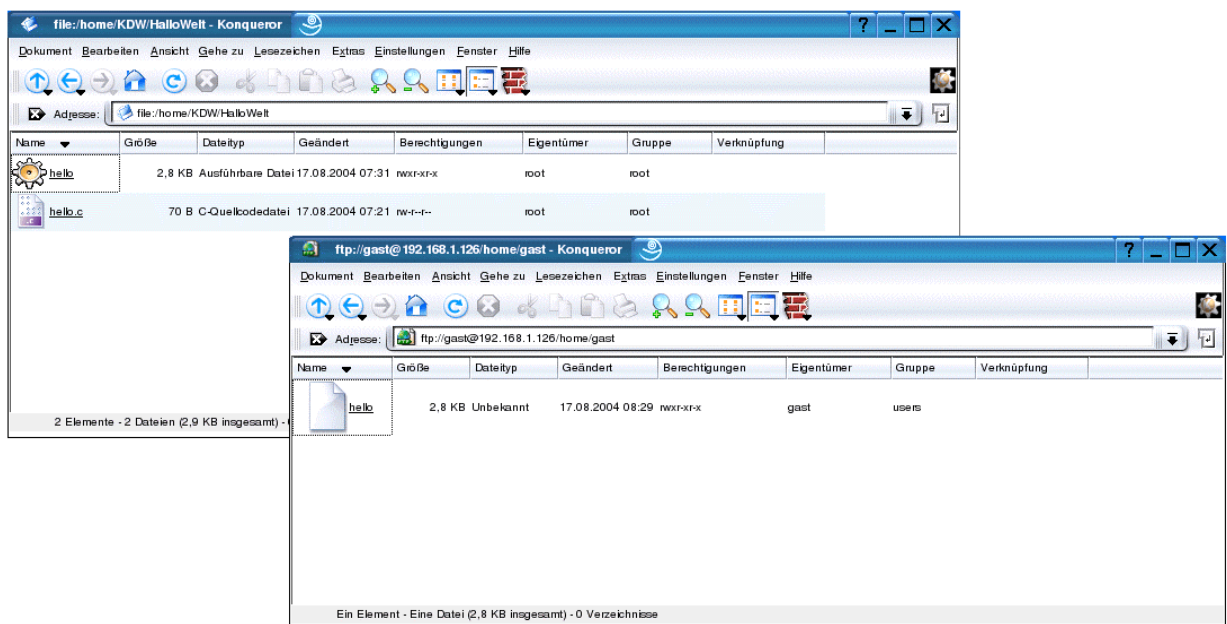 file:/home/KDW/HalloWelt - Konqueror ?
Dokument Bearbeiten Ansicht Gehe zu Lesezeichen Extras Einstellungen Fenster Hilfe
Adresse: file:/home/KDW/HalloWelt
Name Größe Dateityp Geändert Berechtigungen Eigentümer Gruppe Verknüpfung
hello 2,8 KB Ausführbare Datei 17.08.2004 07:31 rwxr-xr-x root root
hello.c 70 B C-Quellcodedatei 17.08.2004 07:21 rw-r--r-- root root
2 Elemente - 2 Dateien (2,9 KB insgesamt) -
ftp://gast@192.168.1.126/home/gast - Konqueror ?
Dokument Bearbeiten Ansicht Gehe zu Lesezeichen Extras Einstellungen Fenster Hilfe
Adresse: ftp://gast@192.168.1.126/home/gast
Name Größe Dateityp Geändert Berechtigungen Eigentümer Gruppe Verknüpfung
hello 2,8 KB Unbekannt 17.08.2004 08:29 rwxr-xr-x gast users
Ein Element - Eine Datei (2,8 KB insgesamt) - 0 Verzeichnisse